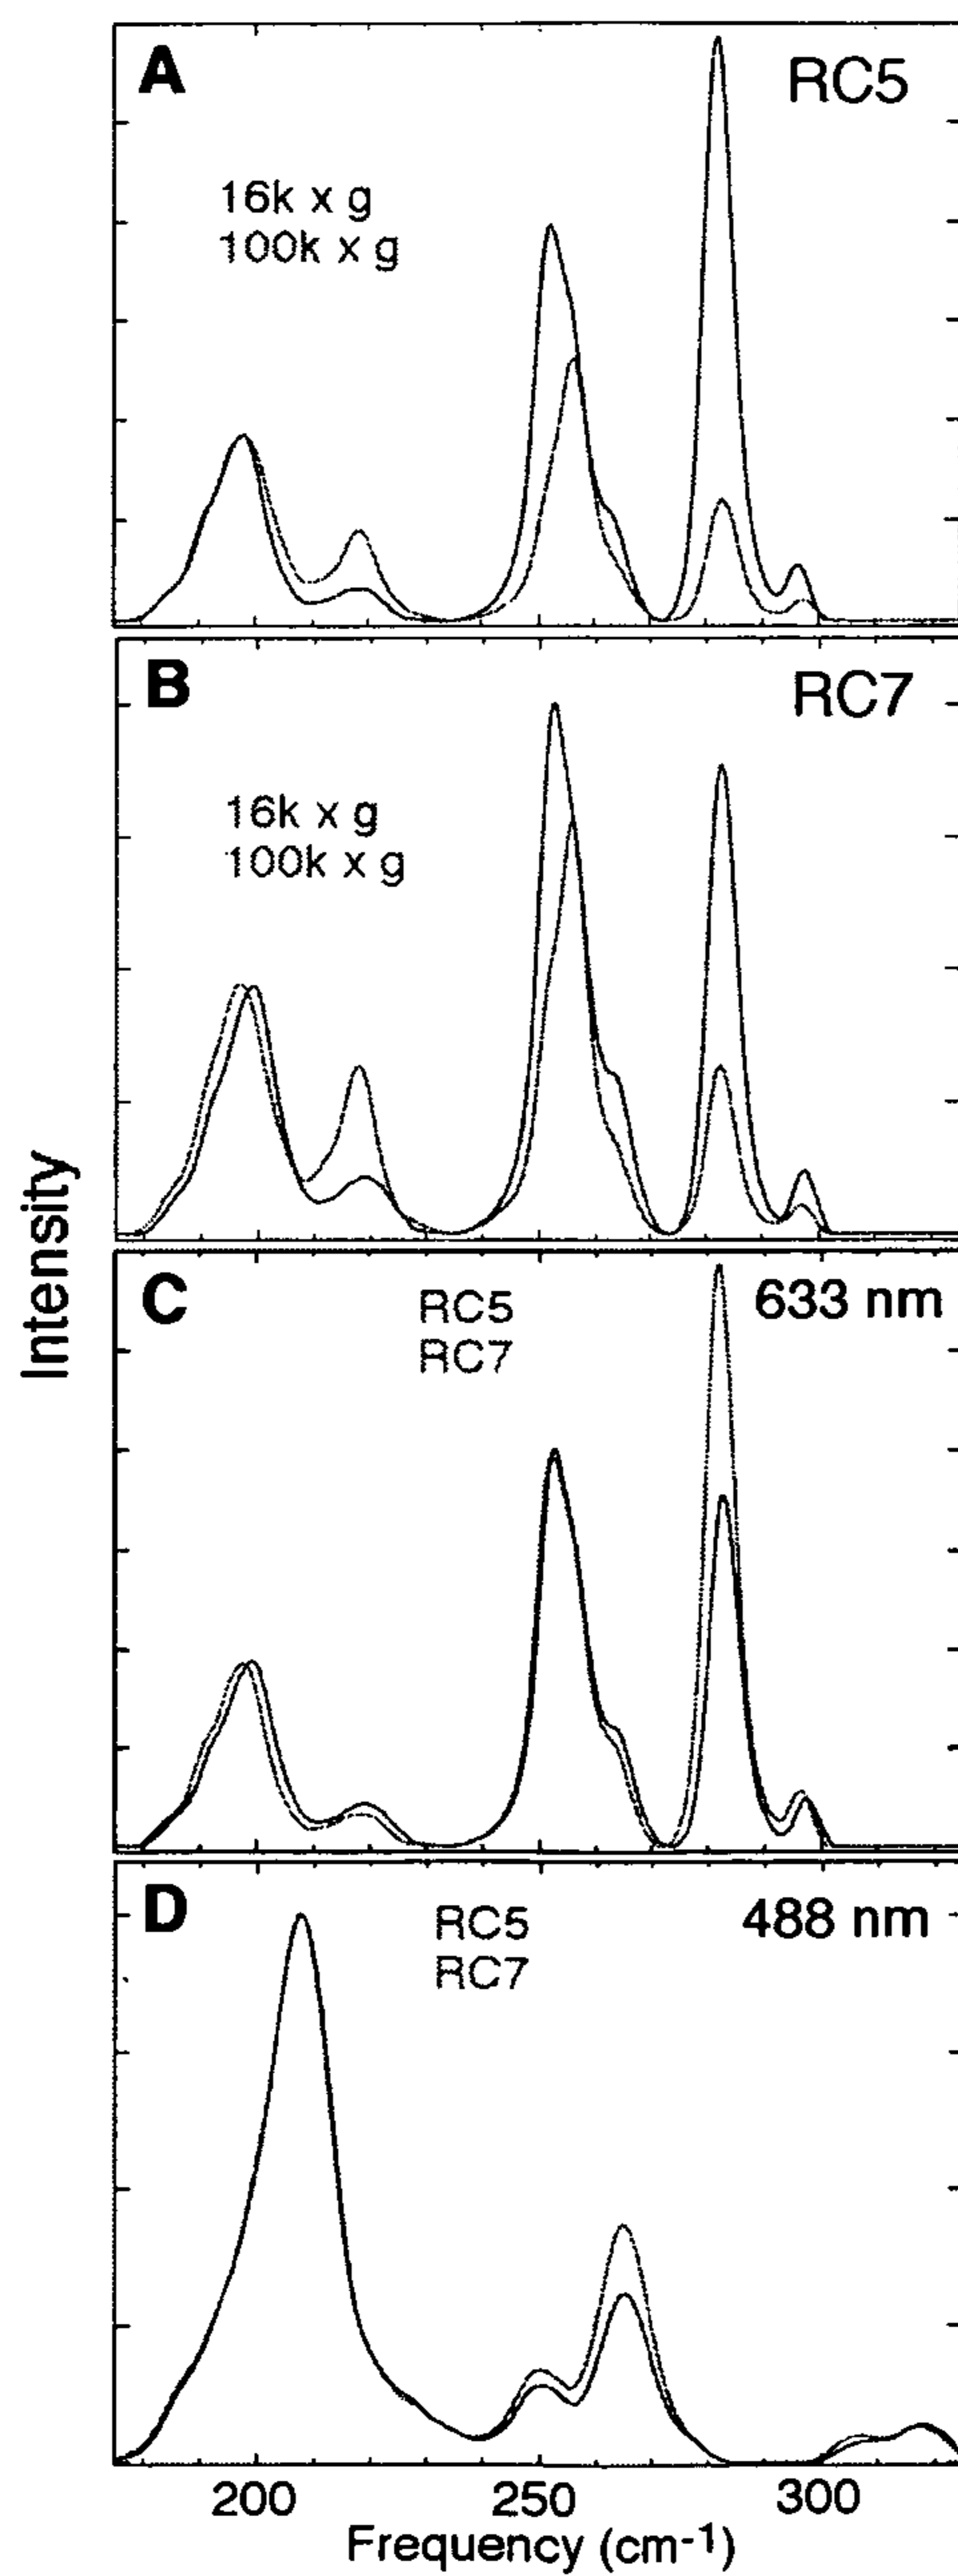 A
RC5
16k x g
100k x g
B
RC7
16k x g
100k x g
Intensity
C
RC5
RC7
633 nm
D
RC5
RC7
488 nm
200 250 300
Frequency (cm-1)